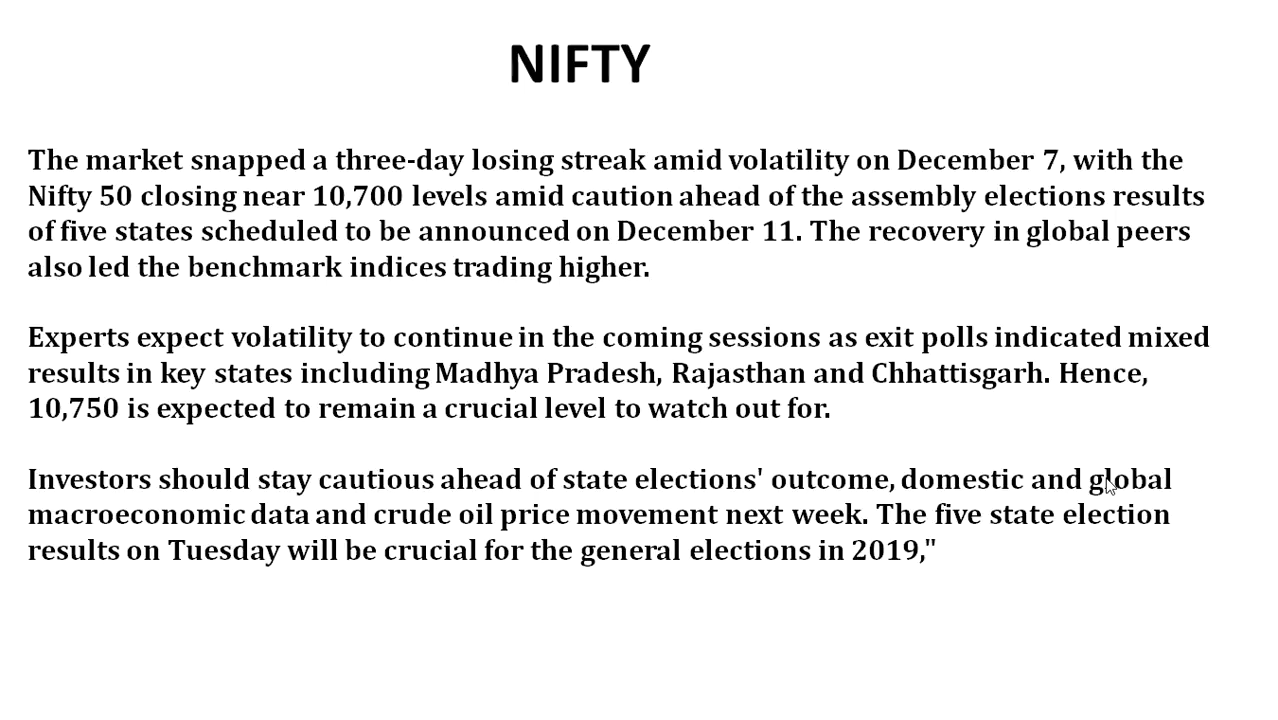 NIFTY
The market snapped a three-day losing streak amid volatility on December 7, with the
Nifty 50 closing near 10,700 levels amid caution ahead of the assembly elections results
of five states scheduled to be announced on December 11. The recovery in global peers
also led the benchmark indices trading higher.
Experts expect volatility to continue in the coming sessions as exit polls indicated mixed
results in key states including Madhya Pradesh, Rajasthan and Chhattisgarh. Hence,
10,750 is expected to remain a crucial level to watch out for.
Investors should stay cautious ahead of state elections' outcome, domestic and global
macroeconomic data and crude oil price movement next week. The five state election
results on Tuesday will be crucial for the general elections in 2019,"